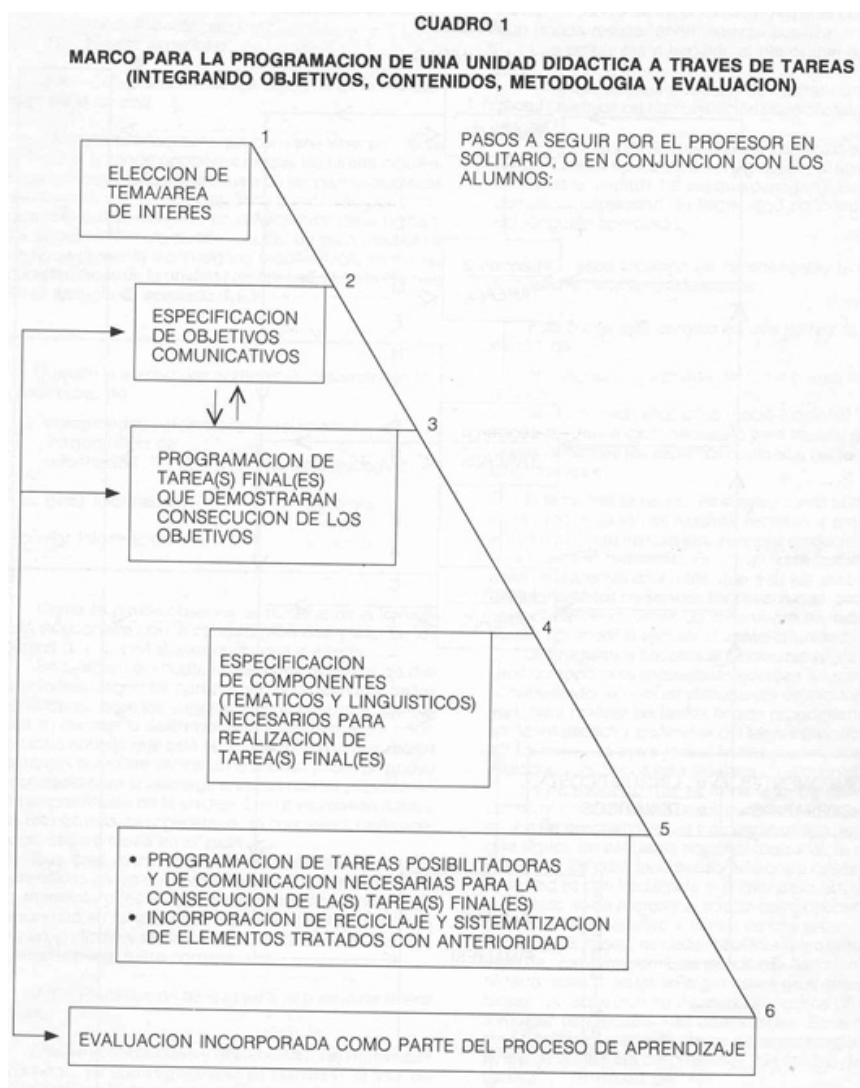 CUADRO 1
MARCO PARA LA PROGRAMACION DE UNA UNIDAD DIDACTICA A TRAVES DE TAREAS
(INTEGRANDO OBJETIVOS, CONTENIDOS, METODOLOGIA Y EVALUACION)
PASOS A SEGUIR POR EL PROFESOR EN
SOLITARIO, O EN CONJUNCION CON LOS
ALUMNOS:
1
ELECCION DE
TEMA/AREA
DE INTERES
2
ESPECIFICACION
DE OBJETIVOS
COMUNICATIVOS
3
PROGRAMACION DE
TAREA(S) FINAL(ES)
QUE DEMOSTRARAN
CONSECUCION DE LOS
OBJETIVOS
4
ESPECIFICACION
DE COMPONENTES
(TEMATICOS Y LINGUISTICOS)
NECESARIOS PARA
REALIZACION DE
TAREA(S) FINAL(ES)
5
• PROGRAMACION DE TAREAS POSIBILITADORAS
Y DE COMUNICACION NECESARIAS PARA LA
CONSECUCION DE LA(S) TAREA(S) FINAL(ES)
• INCORPORACION DE RECICLAJE Y SISTEMATIZACION
DE ELEMENTOS TRATADOS CON ANTERIORIDAD
6
EVALUACION INCORPORADA COMO PARTE DEL PROCESO DE APRENDIZAJE